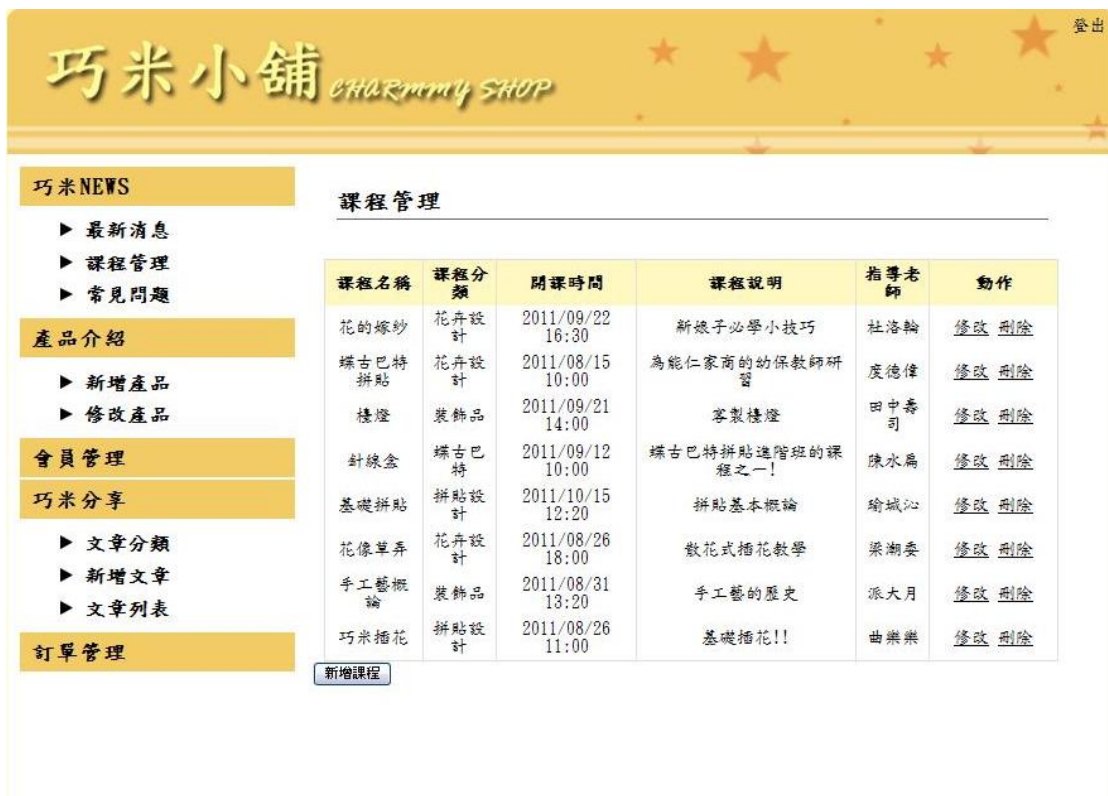 登出
巧米小舖 CHARmmy SHOP
巧米NEWS
▶ 最新消息
▶ 課程管理
▶ 常見問題
產品介紹
▶ 新增產品
▶ 修改產品
會員管理
巧米分享
▶ 文章分類
▶ 新增文章
▶ 文章列表
訂單管理
課程管理
課程名稱 課程分類 開課時間 課程說明 指導老師 動作
花的嫁紗 花卉設計 2011/09/22 16:30 新娘子必學小技巧 杜洛輪 修改 刪除
蝶古巴特拼貼 花卉設計 2011/08/15 10:00 為能仁家商的幼保教師研習 度德偉 修改 刪除
檯燈 裝飾品 2011/09/21 14:00 客製檯燈 田中壽司 修改 刪除
針線盒 蝶古巴特 2011/09/12 10:00 蝶古巴特拼貼進階班的課程之一! 陳水扁 修改 刪除
基礎拼貼 拼貼設計 2011/10/15 12:20 拼貼基本概論 瑜城沁 修改 刪除
花像草弄 花卉設計 2011/08/26 18:00 散花式插花教學 梁潮委 修改 刪除
手工藝概論 裝飾品 2011/08/31 13:20 手工藝的歷史 派大月 修改 刪除
巧米插花 拼貼設計 2011/08/26 11:00 基礎插花!! 曲樂樂 修改 刪除
新增課程